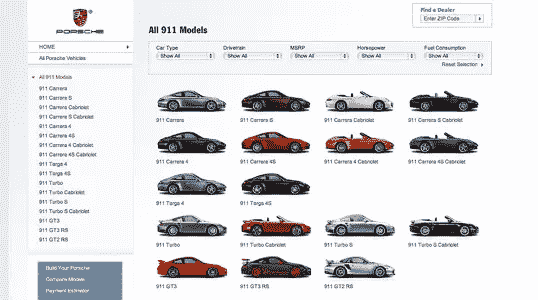 PORSCHE
Find a Dealer
Enter ZIP Code
HOME
All Porsche Vehicles
All 911 Models
911 Carrera
911 Carrera S
911 Carrera Cabriolet
911 Carrera S Cabriolet
911 Carrera 4
911 Carrera 4S
911 Carrera 4 Cabriolet
911 Carrera 4S Cabriolet
911 Targa 4
911 Targa 4S
911 Turbo
911 Turbo Cabriolet
911 Turbo S
911 Turbo S Cabriolet
911 GT3
911 GT3 RS
911 GT2 RS
Build Your Porsche
Compare Models
Payment Estimator
All 911 Models
Car Type Drivetrain MSRP Horsepower Fuel Consumption
Show All Show All Show All Show All Show All
Reset Selection
911 Carrera 911 Carrera S 911 Carrera Cabriolet 911 Carrera S Cabriolet
911 Carrera 4 911 Carrera 4S 911 Carrera 4 Cabriolet 911 Carrera 4S Cabriolet
911 Targa 4 911 Targa 4S
911 Turbo 911 Turbo Cabriolet 911 Turbo S 911 Turbo S Cabriolet
911 GT3 911 GT3 RS 911 GT2 RS